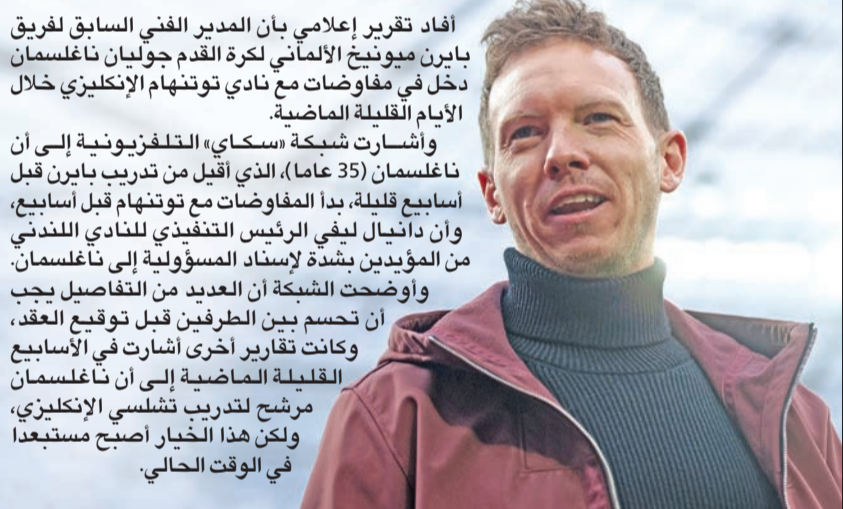 أفاد تقرير إعلامي بأن المدير الفني السابق لفريق
بايرن ميونيخ الألماني لكرة القدم جوليان ناغلسمان
دخل في مفاوضات مع نادي توتنهام الإنكليزي خلال
الأيام القليلة الماضية.
وأشارت شبكة «سكاي» التلفزيونية إلى أن
ناغلسمان (35 عاما)، الذي أقيل من تدريب بايرن قبل
أسابيع قليلة، بدأ المفاوضات مع توتنهام قبل أسابيع،
وأن دانيال ليفي الرئيس التنفيذي للنادي اللندني
من المؤيدين بشدة لإسناد المسؤولية إلى ناغلسمان.
وأوضحت الشبكة أن العديد من التفاصيل يجب
أن تحسم بين الطرفين قبل توقيع العقد،
وكانت تقارير أخرى أشارت في الأسابيع
القليلة الماضية إلى أن ناغلسمان
مرشح لتدريب تشلسي الإنكليزي،
ولكن هذا الخيار أصبح مستبعدا
في الوقت الحالي.